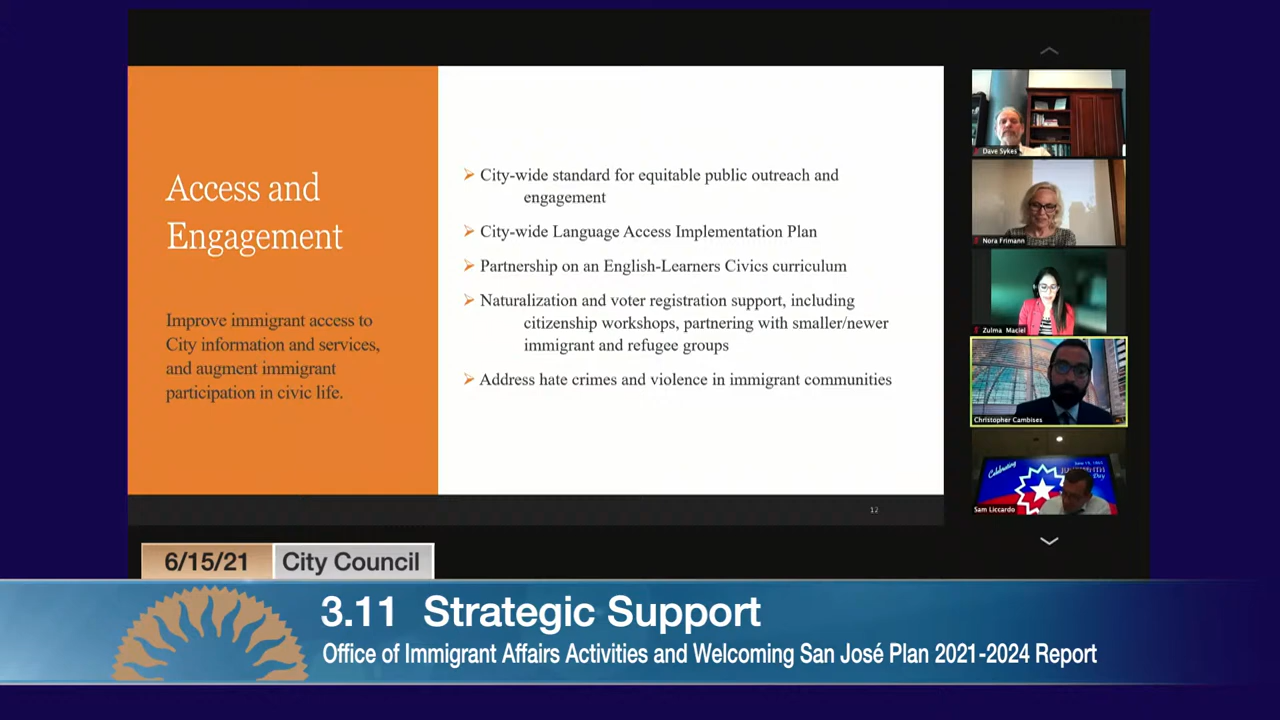 Access and
Engagement
Improve immigrant access to
City information and services,
and augment immigrant
participation in civic life.
➢ City-wide standard for equitable public outreach and
engagement
➢ City-wide Language Access Implementation Plan
➢ Partnership on an English-Learners Civics curriculum
➢ Naturalization and voter registration support, including
citizenship workshops, partnering with smaller/newer
immigrant and refugee groups
➢ Address hate crimes and violence in immigrant communities
12
Dave Sykes
Nora Frimann
Zulma Maciel
Christopher Cambises
Celebrating
June 19, 1865
Day
Sam Liccardo
6/15/21 City Council
3.11 Strategic Support
Office of Immigrant Affairs Activities and Welcoming San José Plan 2021-2024 Report